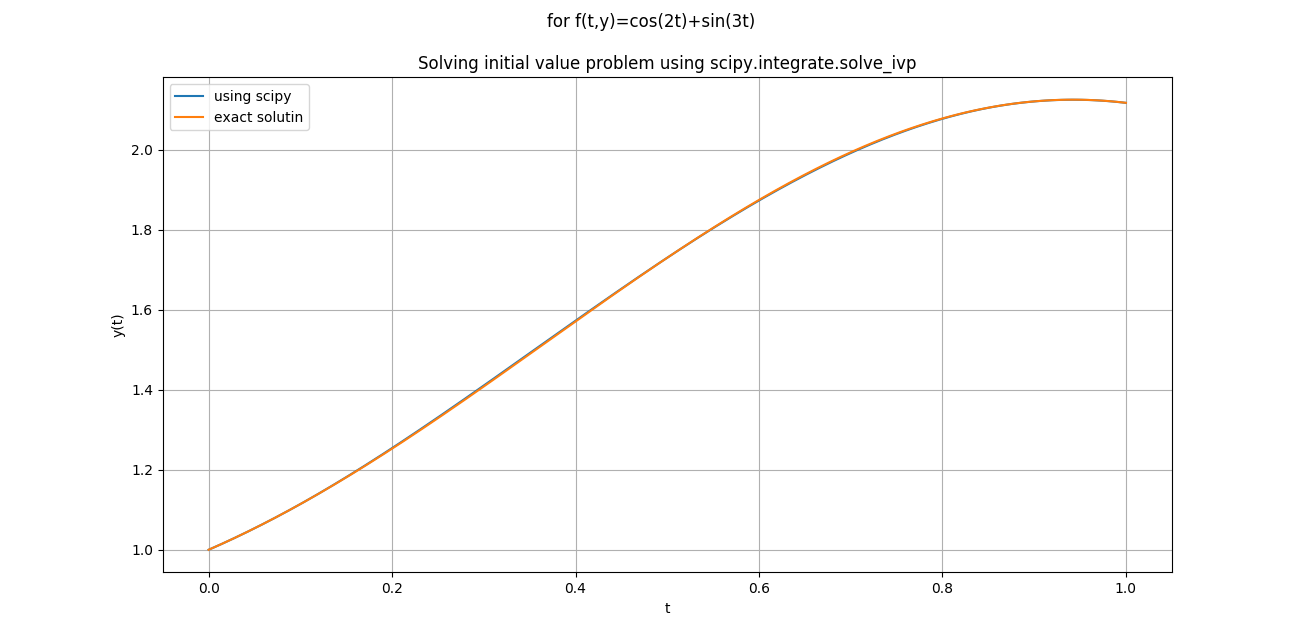 for f(t,y)=cos(2t)+sin(3t)
Solving initial value problem using scipy.integrate.solve_ivp
using scipy
exact solutin
2.0
1.8
1.6
1.4
1.2
1.0
y(t)
0.0 0.2 0.4 0.6 0.8 1.0
t